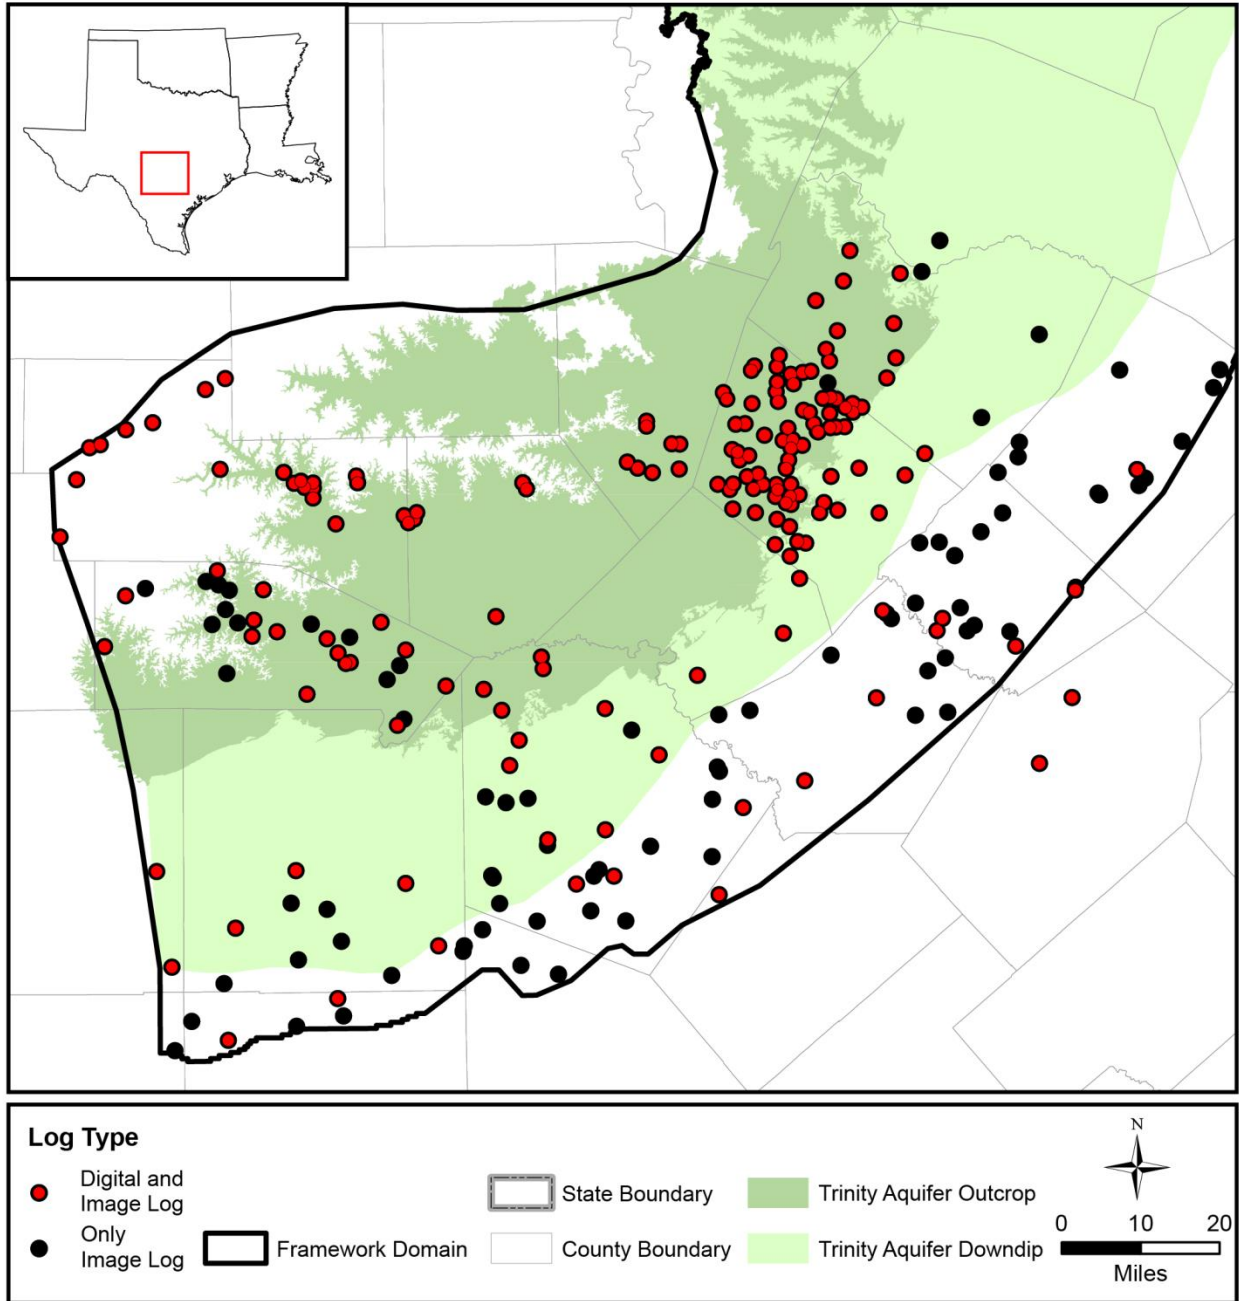 Log Type
Digital and
Image Log
Only
Image Log
Framework Domain
State Boundary
County Boundary
Trinity Aquifer Outcrop
Trinity Aquifer Downdip
N
0 10 20
Miles